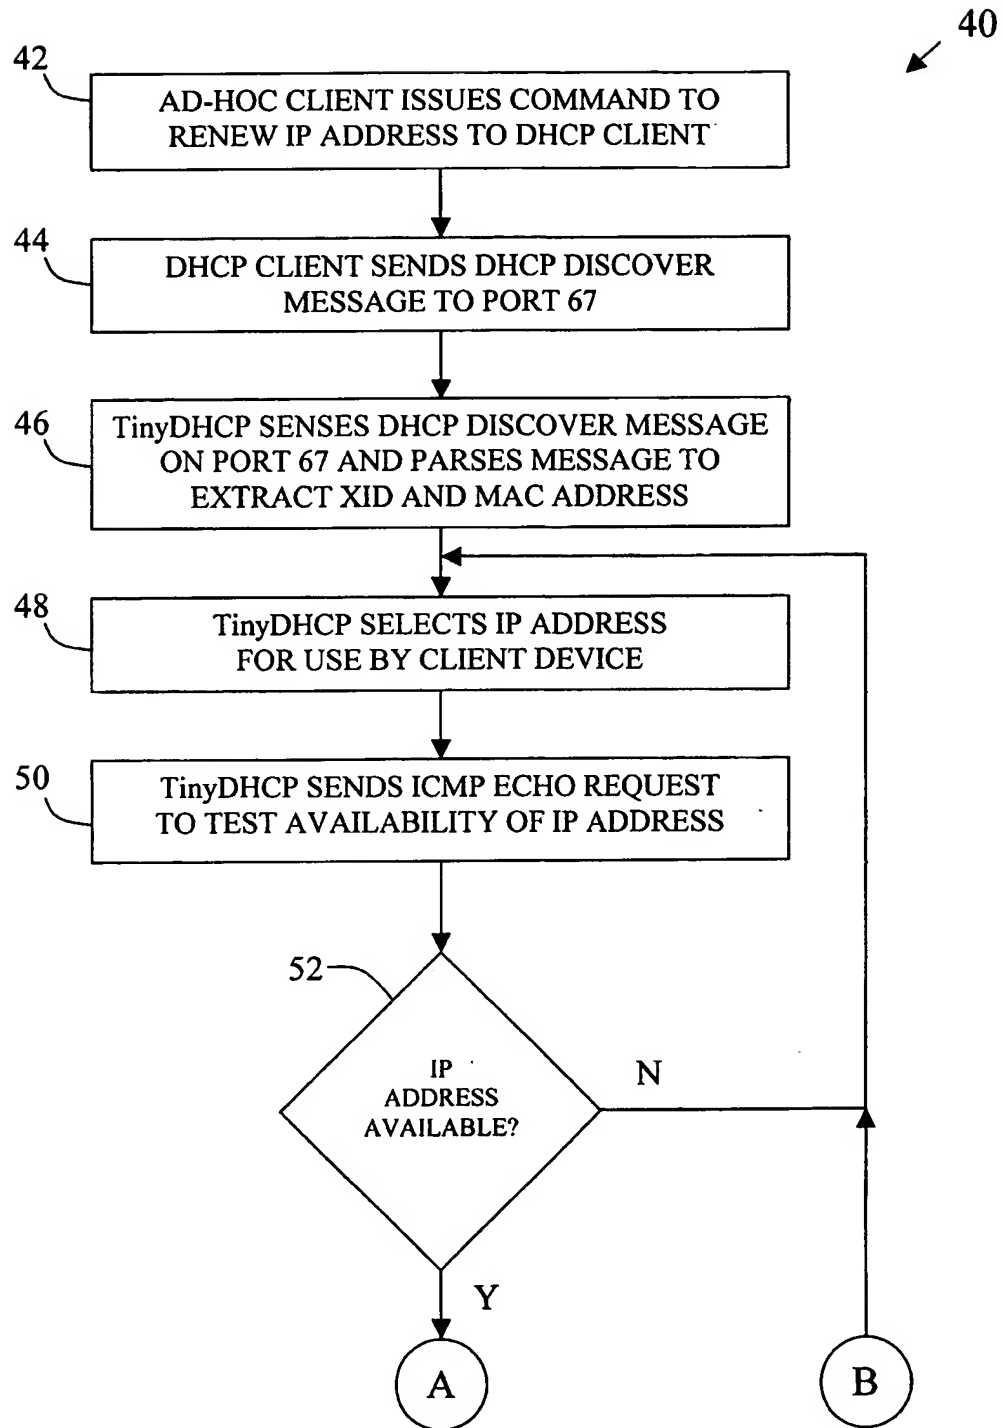 40
42
AD-HOC CLIENT ISSUES COMMAND TO
RENEW IP ADDRESS TO DHCP CLIENT
44
DHCP CLIENT SENDS DHCP DISCOVER
MESSAGE TO PORT 67
46
TinyDHCP SENSES DHCP DISCOVER MESSAGE
ON PORT 67 AND PARSES MESSAGE TO
EXTRACT XID AND MAC ADDRESS
48
TinyDHCP SELECTS IP ADDRESS
FOR USE BY CLIENT DEVICE
50
TinyDHCP SENDS ICMP ECHO REQUEST
TO TEST AVAILABILITY OF IP ADDRESS
52
IP
ADDRESS
AVAILABLE?
N
Y
A
B